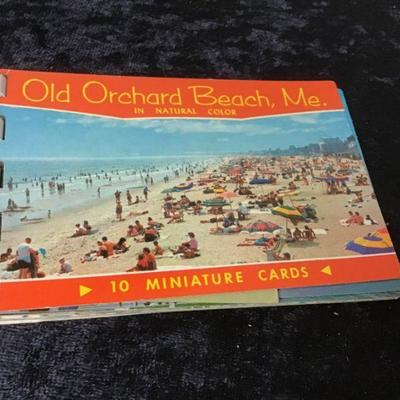 Old Orchard Beach, Me.
IN NATURAL COLOR
▶ 10 MINIATURE CARDS ◀